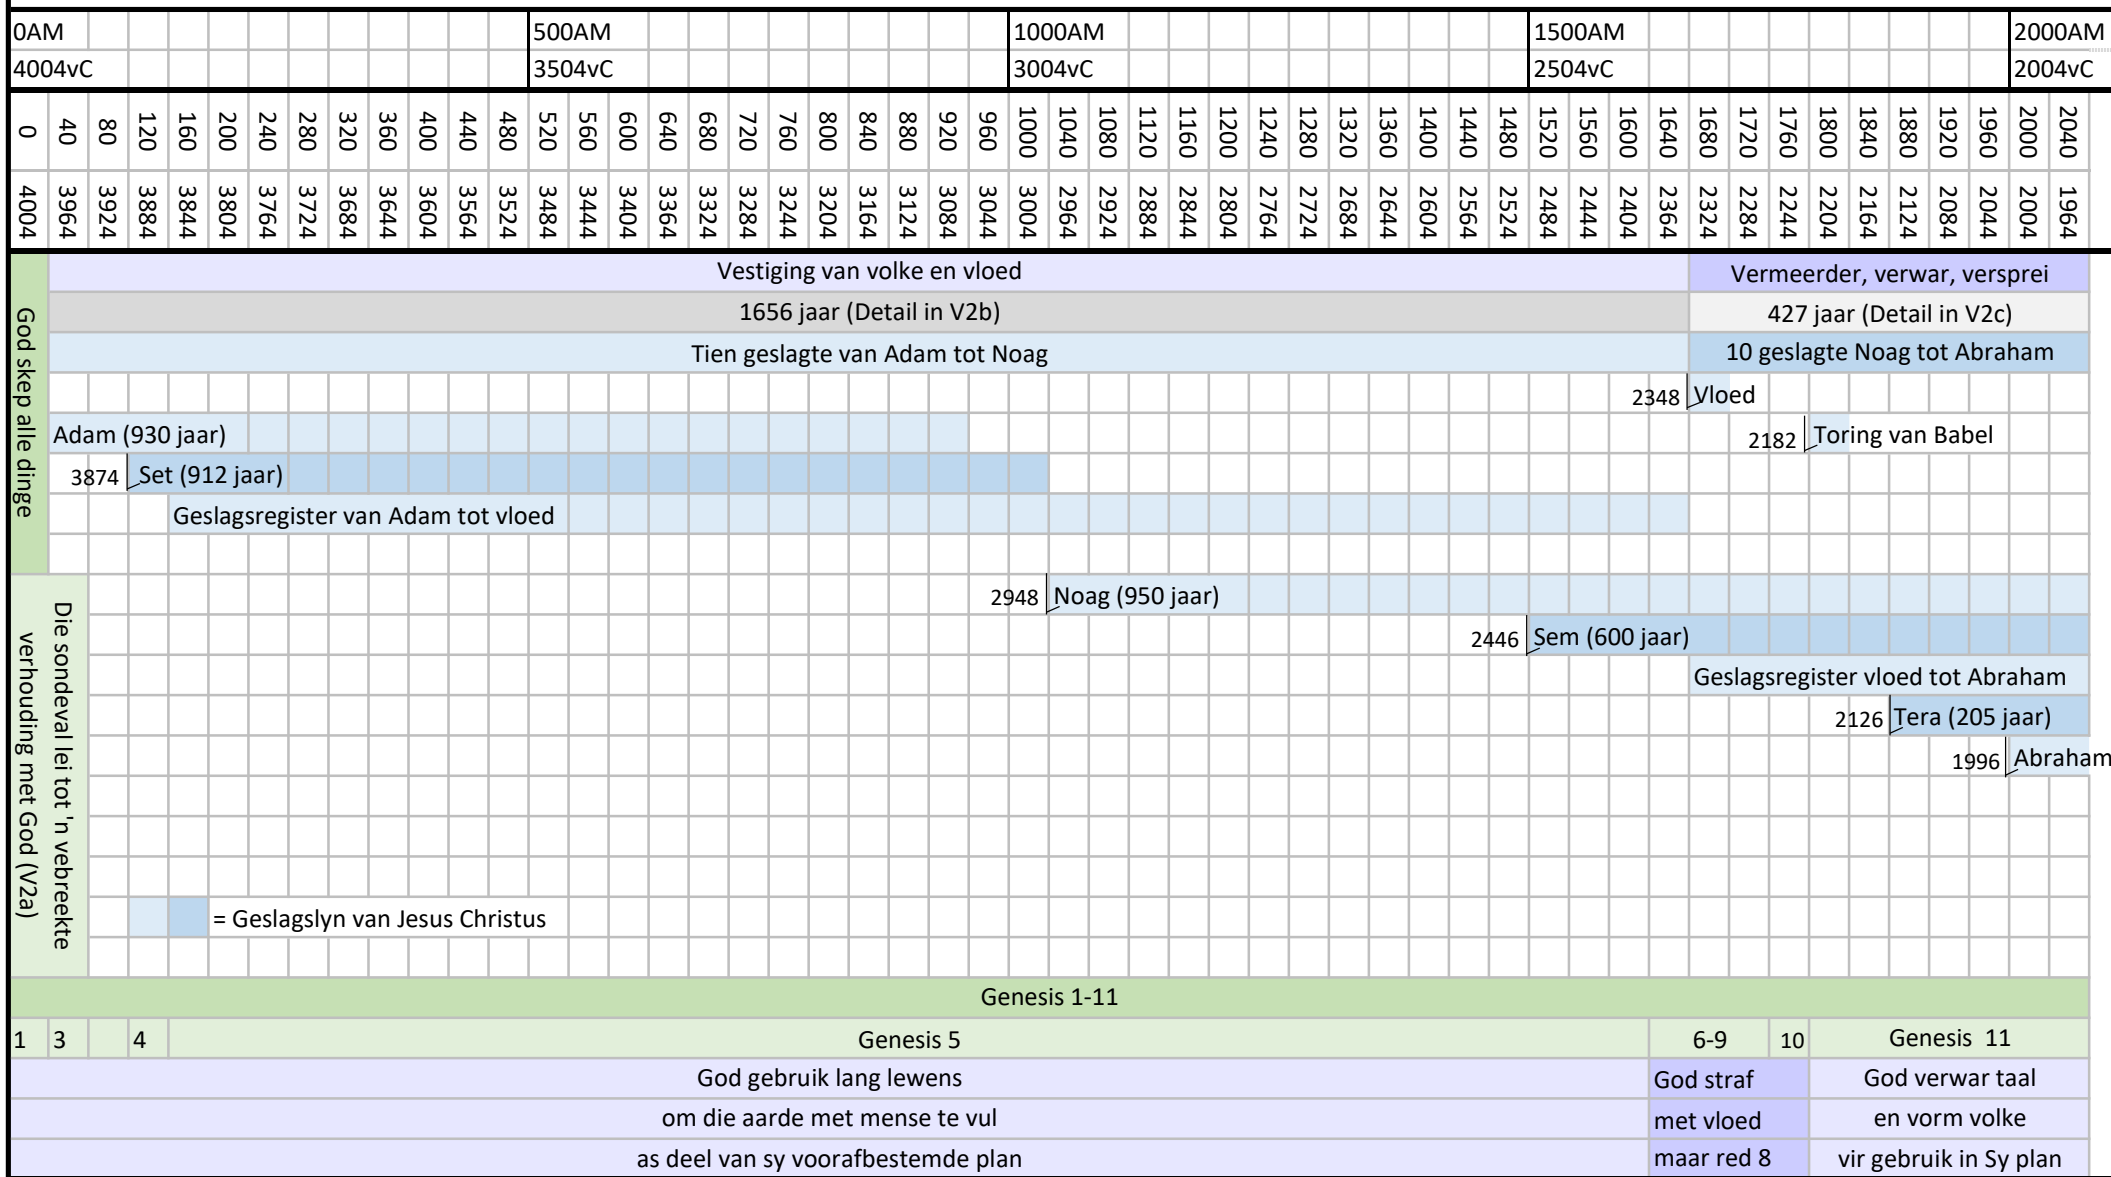 0AM 500AM 1000AM 1500AM 2000AM
4004vC 3504vC 3004vC 2504vC 2004vC
0 40 80 120 160 200 240 280 320 360 400 440 480 520 560 600 640 680 720 760 800 840 880 920 960 1000 1040 1080 1120 1160 1200 1240 1280 1320 1360 1400 1440 1480 1520 1560 1600 1640 1680 1720 1760 1800 1840 1880 1920 1960 2000 2040
4004 3964 3924 3884 3844 3804 3764 3724 3684 3644 3604 3564 3524 3484 3444 3404 3364 3324 3284 3244 3204 3164 3124 3084 3044 3004 2964 2924 2884 2844 2804 2764 2724 2684 2644 2604 2564 2524 2484 2444 2404 2364 2324 2284 2244 2204 2164 2124 2084 2044 2004 1964
God skep alle dinge
Vestiging van volke en vloed Vermeerder, verwar, versprei
1656 jaar (Detail in V2b) 427 jaar (Detail in V2c)
Tien geslagte van Adam tot Noag 10 geslagte Noag tot Abraham
2348 Vloed
Adam (930 jaar) 2182 Toring van Babel
3874 Set (912 jaar)
Geslagsregister van Adam tot vloed
Die sondeval lei tot 'n vebreekte
verhouding met God (V2a)
2948 Noag (950 jaar)
2446 Sem (600 jaar)
Geslagsregister vloed tot Abraham
2126 Tera (205 jaar)
1996 Abraham
= Geslagslyn van Jesus Christus
Genesis 1-11
1 3 4 Genesis 5 6-9 10 Genesis 11
God gebruik lang lewens God straf God verwar taal
om die aarde met mense te vul met vloed en vorm volke
as deel van sy voorafbestemde plan maar red 8 vir gebruik in Sy plan